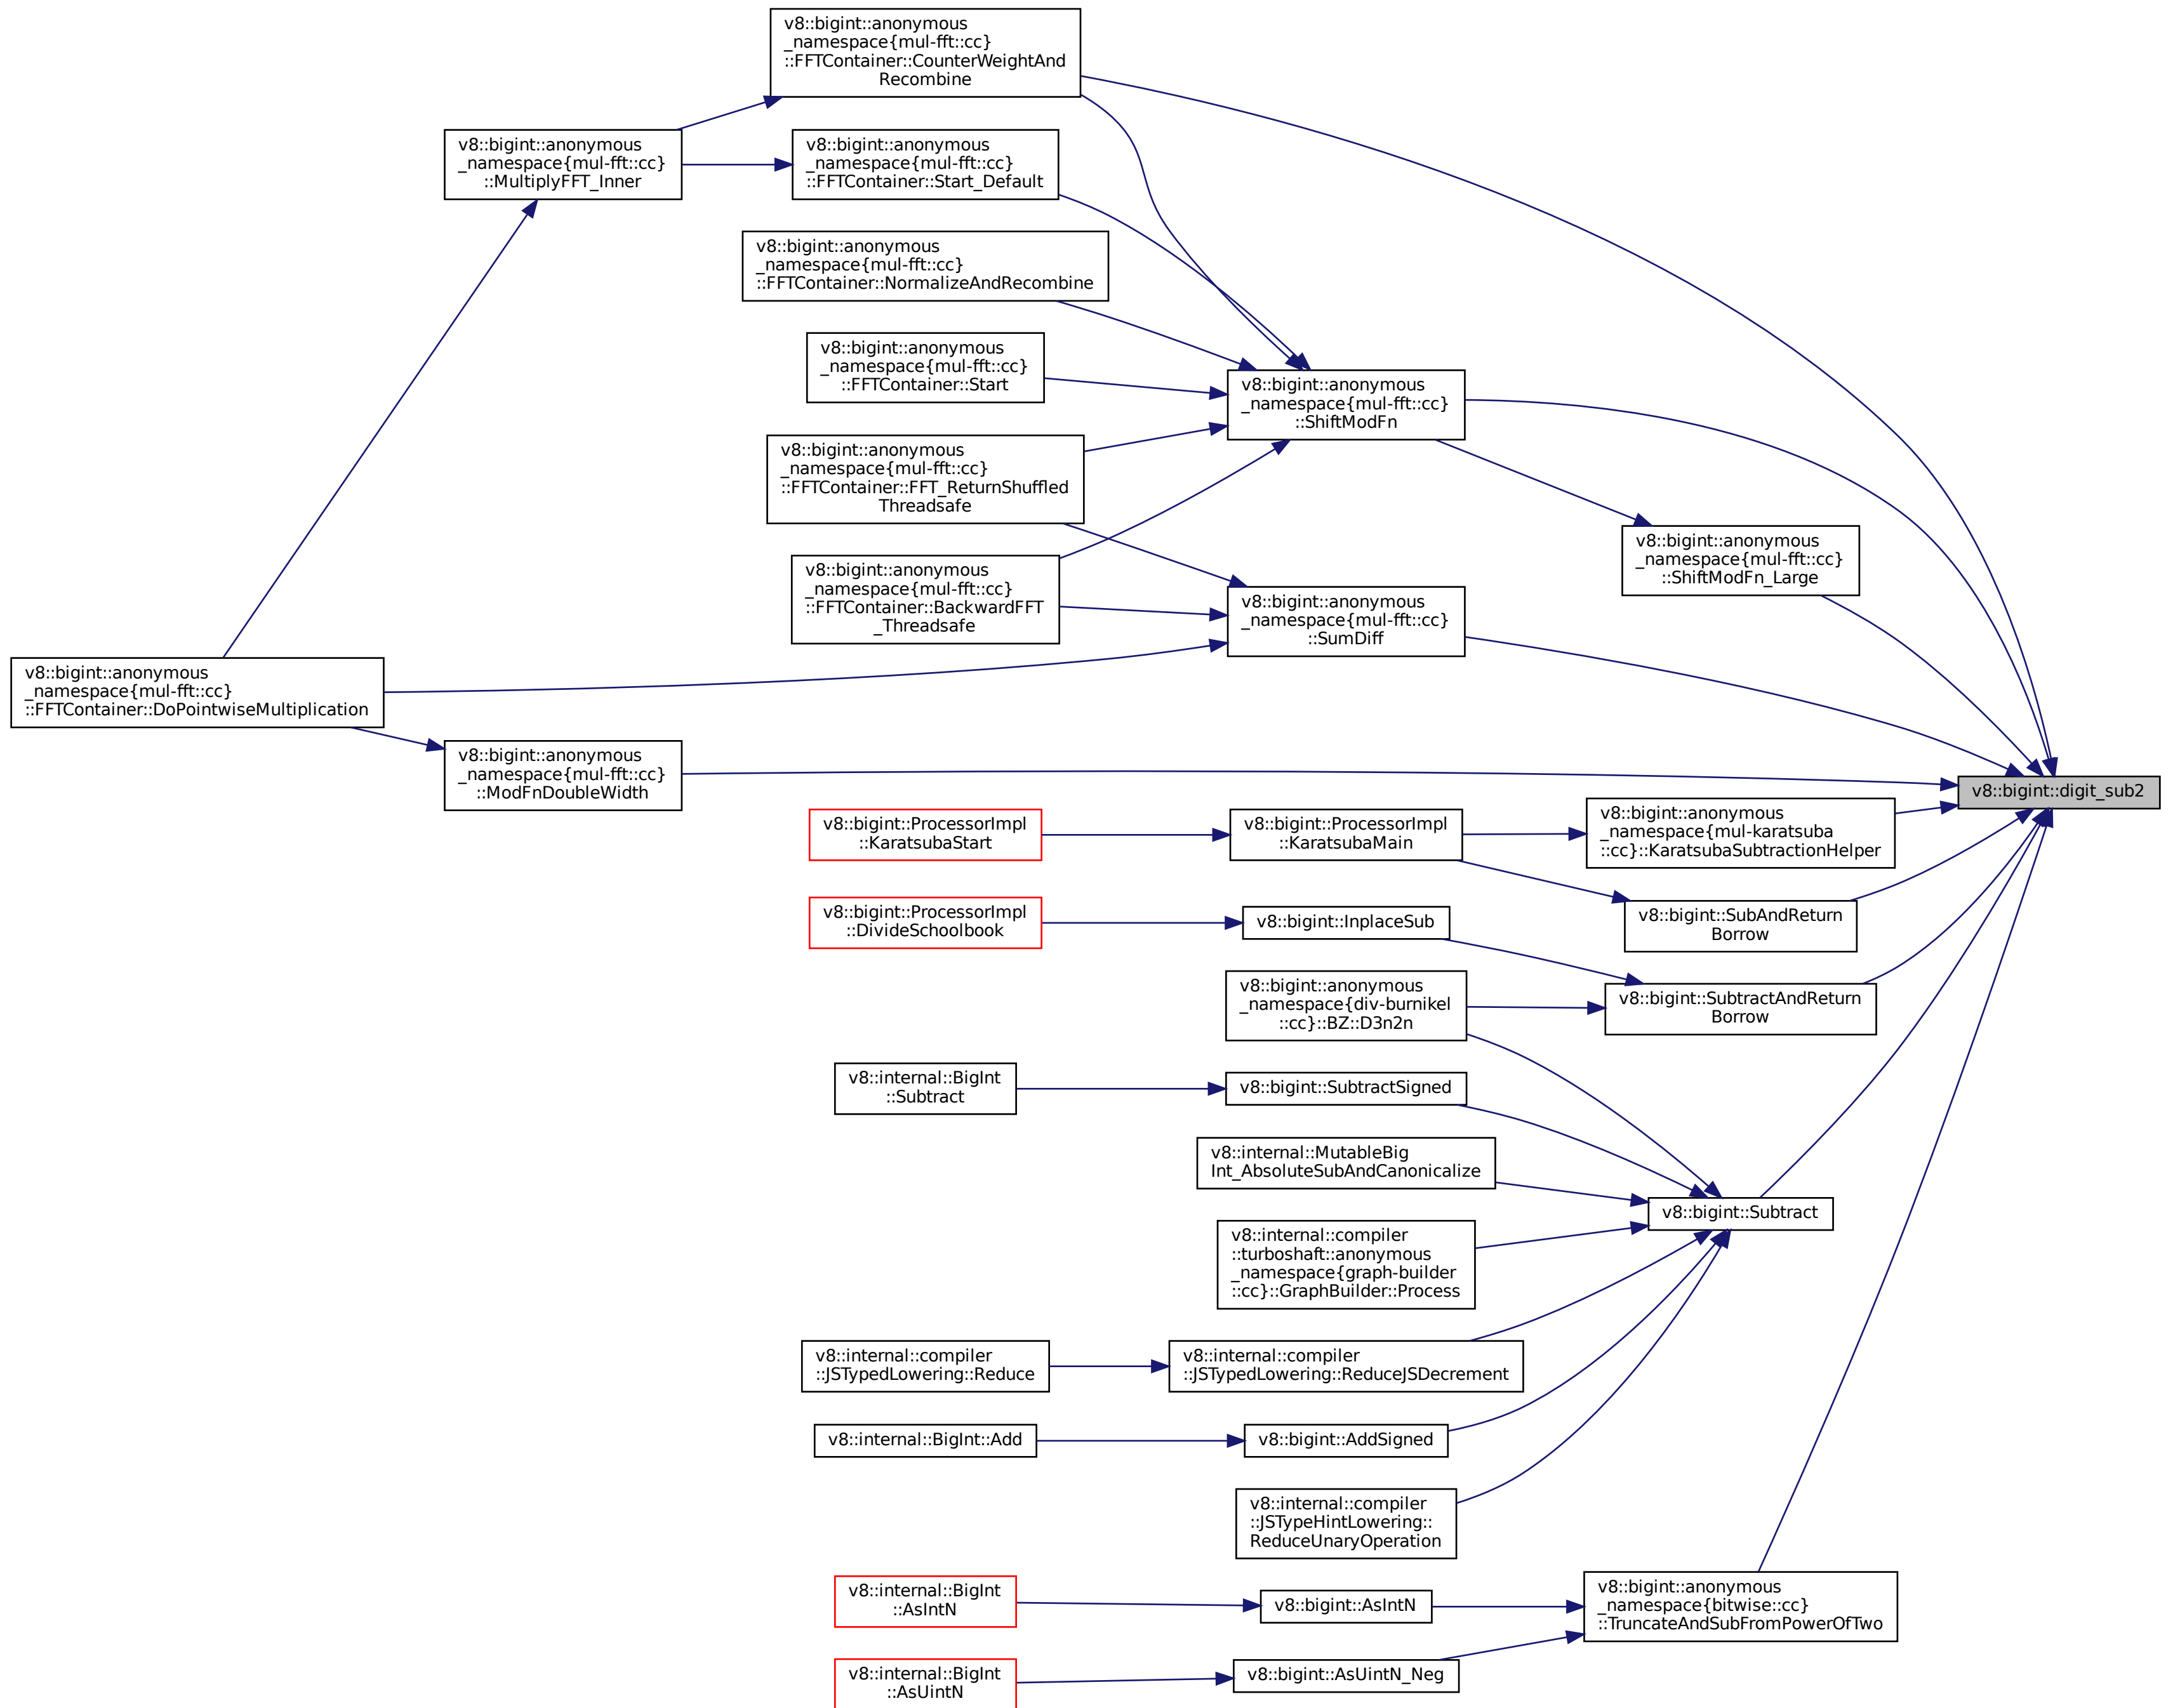 v8::bigint::anonymous
_namespace{mul-fft::cc}
::FFTContainer::CounterWeightAnd
Recombine
v8::bigint::anonymous
_namespace{mul-fft::cc}
::MultiplyFFT_Inner
v8::bigint::anonymous
_namespace{mul-fft::cc}
::FFTContainer::Start_Default
v8::bigint::anonymous
_namespace{mul-fft::cc}
::FFTContainer::NormalizeAndRecombine
v8::bigint::anonymous
_namespace{mul-fft::cc}
::FFTContainer::Start
v8::bigint::anonymous
_namespace{mul-fft::cc}
::ShiftModFn
v8::bigint::anonymous
_namespace{mul-fft::cc}
::FFTContainer::FFT_ReturnShuffled
Threadsafe
v8::bigint::anonymous
_namespace{mul-fft::cc}
::ShiftModFn_Large
v8::bigint::anonymous
_namespace{mul-fft::cc}
::FFTContainer::BackwardFFT
_Threadsafe
v8::bigint::anonymous
_namespace{mul-fft::cc}
::SumDiff
v8::bigint::anonymous
_namespace{mul-fft::cc}
::FFTContainer::DoPointwiseMultiplication
v8::bigint::anonymous
_namespace{mul-fft::cc}
::ModFnDoubleWidth
v8::bigint::digit_sub2
v8::bigint::ProcessorImpl
::KaratsubaStart
v8::bigint::ProcessorImpl
::KaratsubaMain
v8::bigint::anonymous
_namespace{mul-karatsuba
::cc}::KaratsubaSubtractionHelper
v8::bigint::ProcessorImpl
::DivideSchoolbook
v8::bigint::InplaceSub
v8::bigint::SubAndReturn
Borrow
v8::bigint::anonymous
_namespace{div-burnikel
::cc}::BZ::D3n2n
v8::bigint::SubtractAndReturn
Borrow
v8::internal::BigInt
::Subtract
v8::bigint::SubtractSigned
v8::internal::MutableBig
Int_AbsoluteSubAndCanonicalize
v8::bigint::Subtract
v8::internal::compiler
::turboshaft::anonymous
_namespace{graph-builder
::cc}::GraphBuilder::Process
v8::internal::compiler
::JSTypedLowering::Reduce
v8::internal::compiler
::JSTypedLowering::ReduceJSDecrement
v8::internal::BigInt::Add
v8::bigint::AddSigned
v8::internal::compiler
::JSTypeHintLowering::
ReduceUnaryOperation
v8::internal::BigInt
::AsIntN
v8::bigint::AsIntN
v8::bigint::anonymous
_namespace{bitwise::cc}
::TruncateAndSubFromPowerOfTwo
v8::internal::BigInt
::AsUintN
v8::bigint::AsUintN_Neg